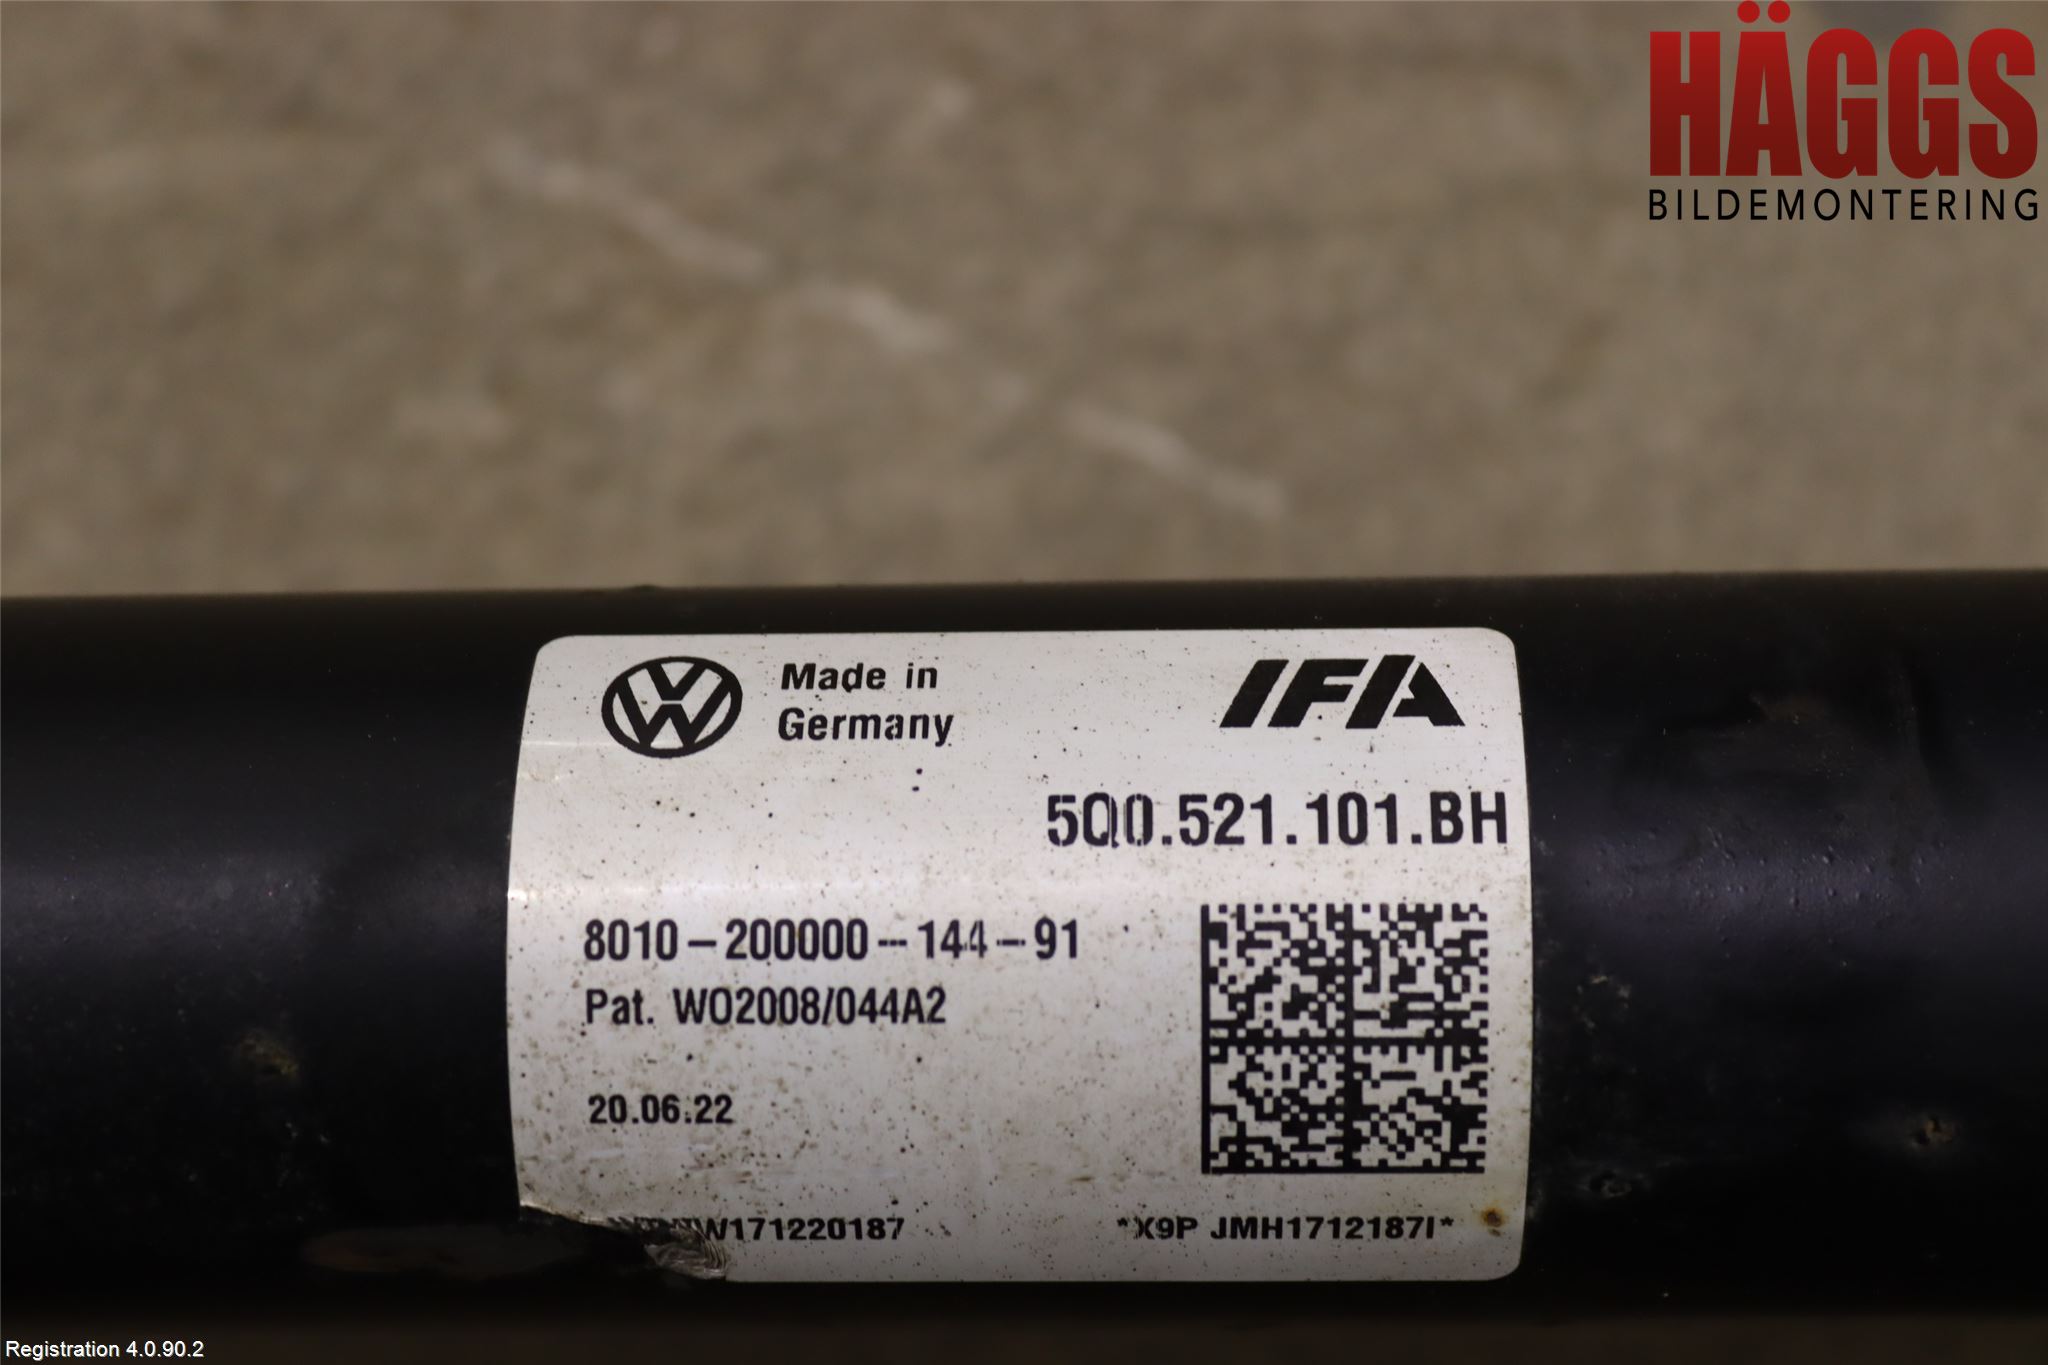 HÄGGS
BILDEMONTERING
Made in
Germany
IFA
5Q0.521.101.BH
8010-200000---144-91
Pat. WO2008/044A2
20.06.22
*X9P JMH1712187I*
Registration 4.0.90.2